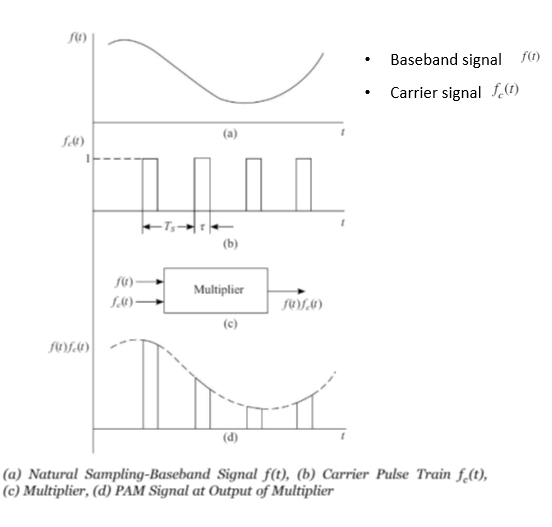 f(t)
• Baseband signal f(t)
• Carrier signal f_c(t)
(a)
t
f_c(t)
1
T_s
τ
t
(b)
f(t)
f_c(t)
Multiplier
f(t)f_c(t)
(c)
f(t)f_c(t)
(d)
t
(a) Natural Sampling-Baseband Signal f(t), (b) Carrier Pulse Train f_c(t),
(c) Multiplier, (d) PAM Signal at Output of Multiplier